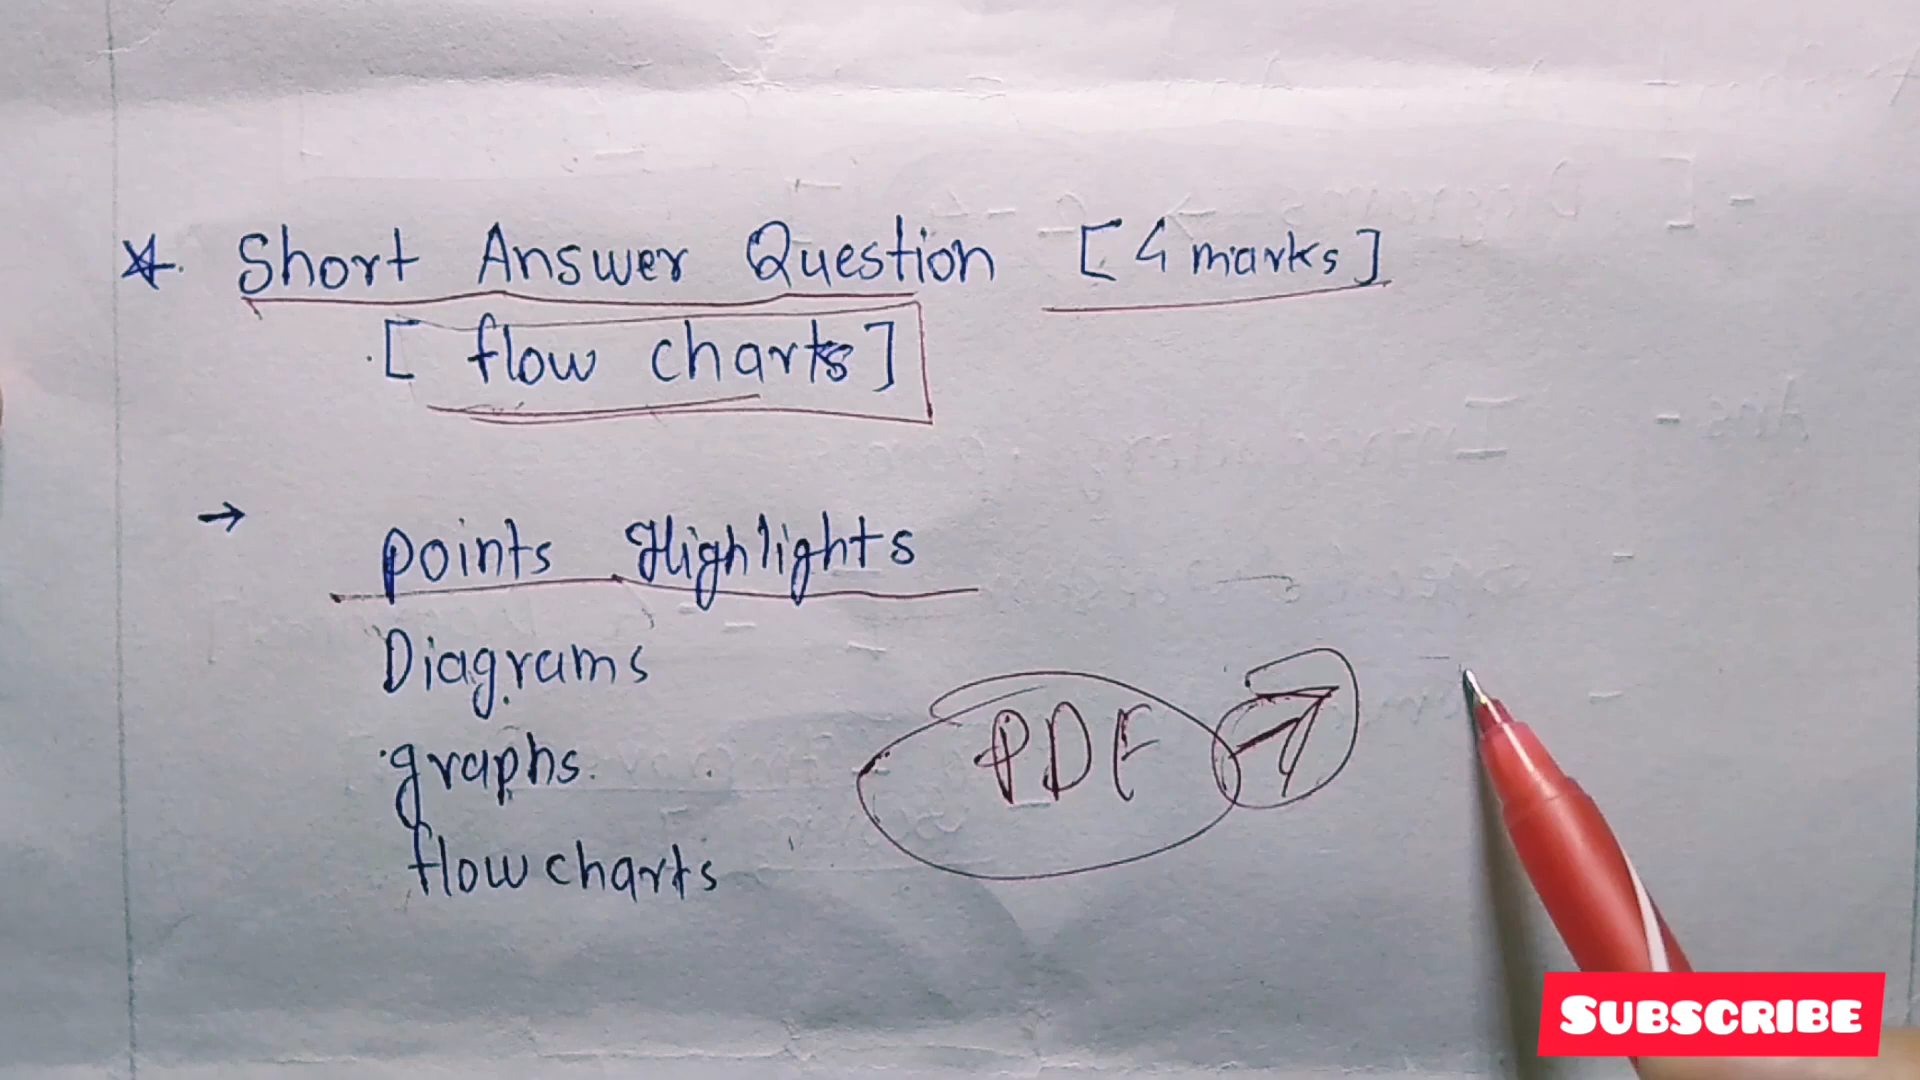 Short Answer Question [4 marks]
[flow charts]
→ points Highlights
Diagrams
graphs.
flow charts
PDF
SUBSCRIBE